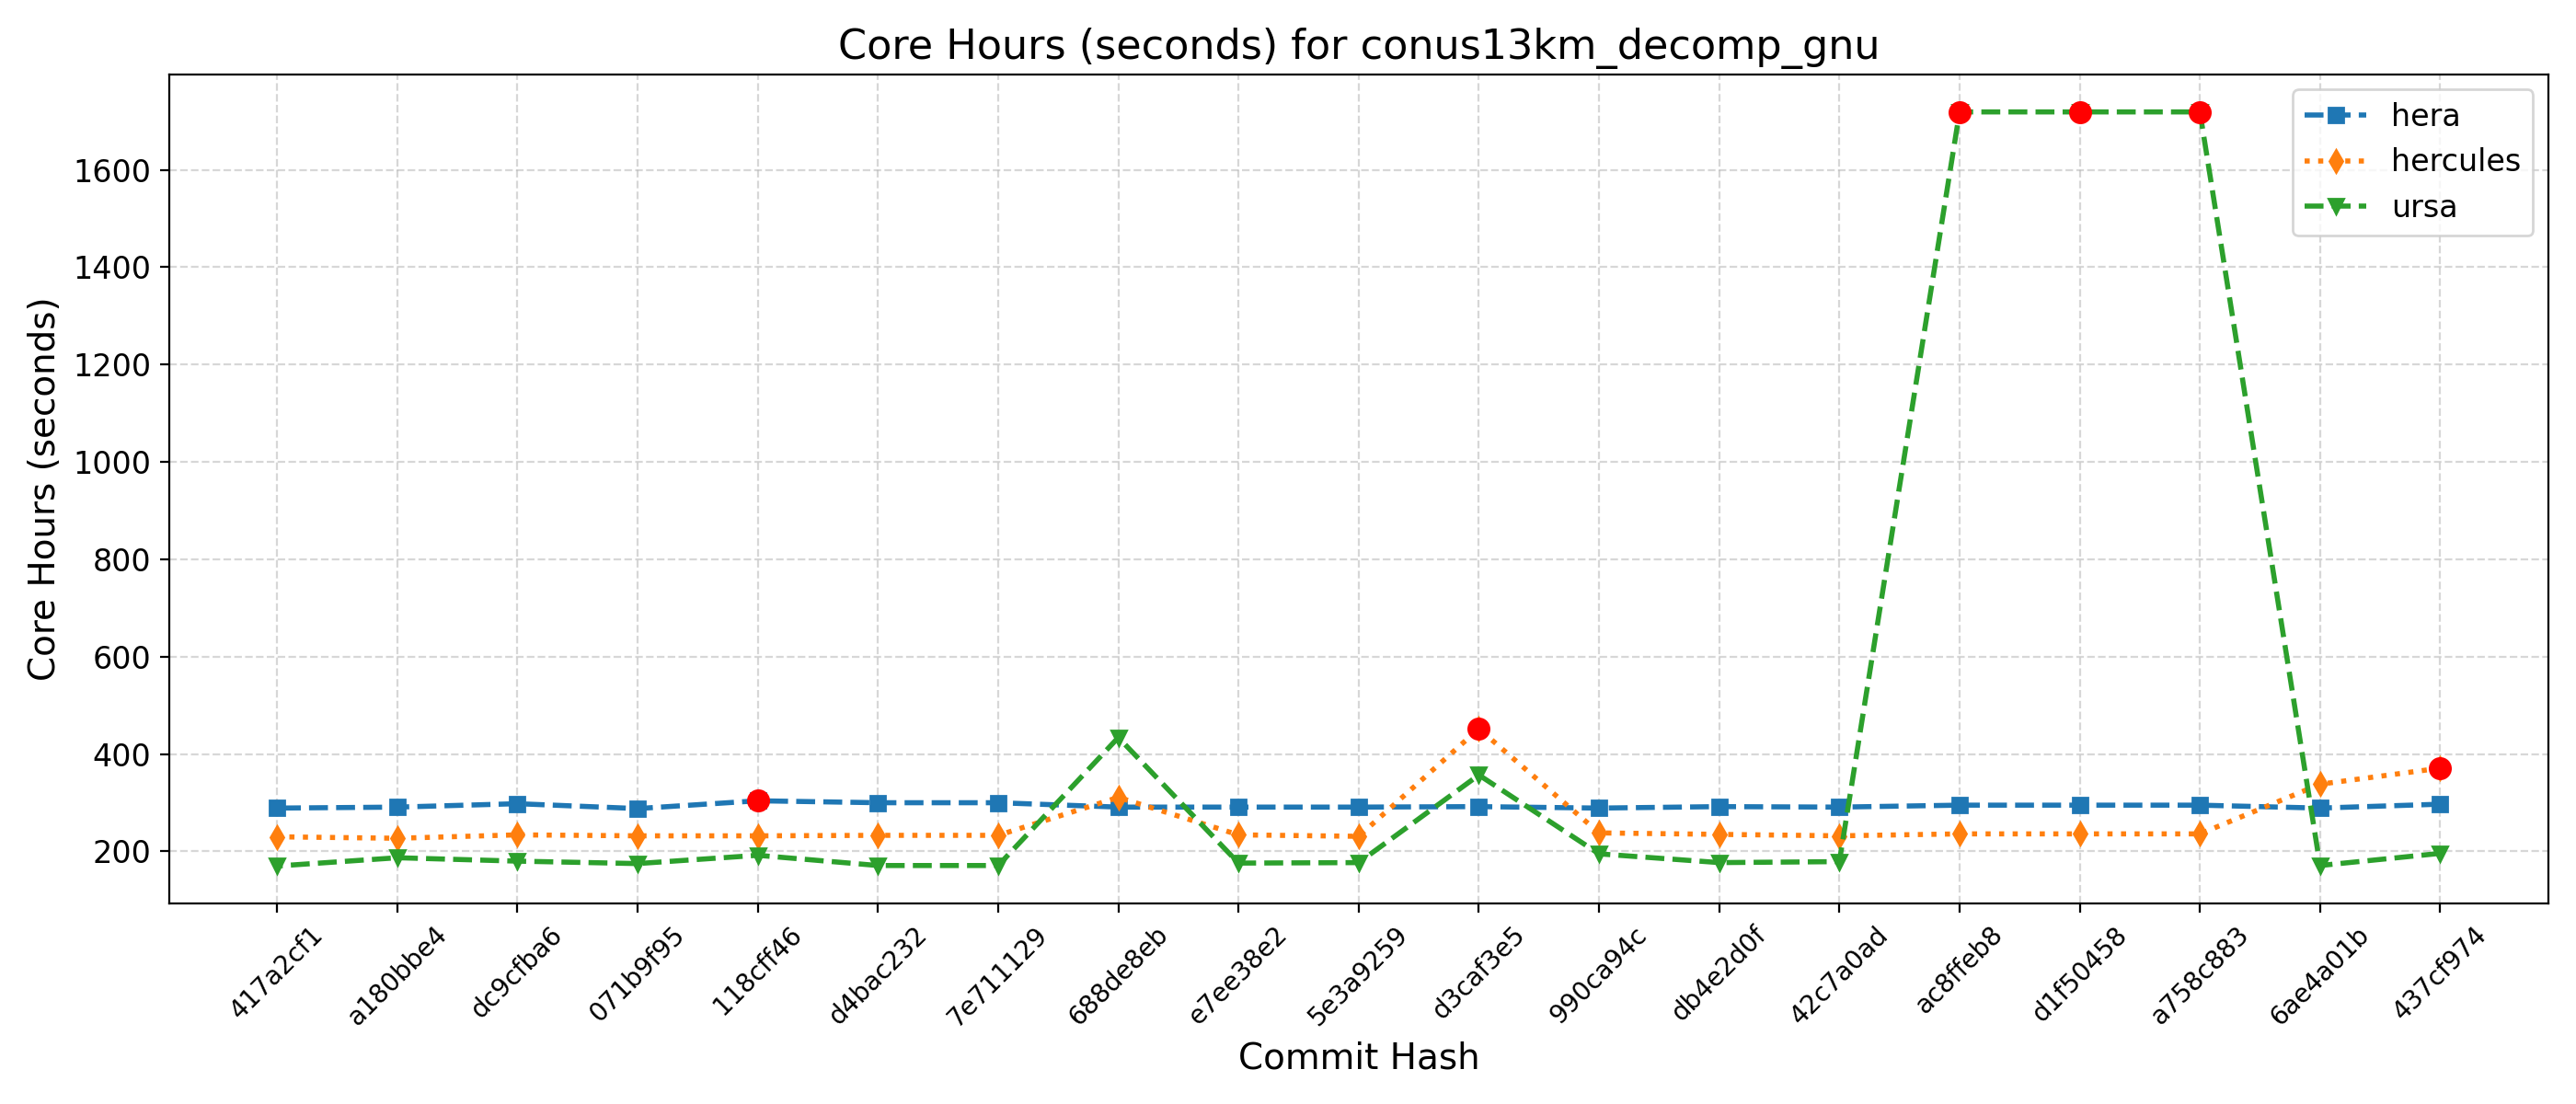 Core Hours (seconds) for conus13km_decomp_gnu
hera
hercules
ursa
Core Hours (seconds)
1600
1400
1200
1000
800
600
400
200
417a2cf1
a180bbe4
dc9cfba6
071b9f95
118cff46
d4bac232
7e711129
688de8eb
e7ee38e2
5e3a9259
d3caf3e5
990ca94c
db4e2d0f
42c7a0ad
ac8ffeb8
d1f50458
a758c883
6ae4a01b
437cf974
Commit Hash